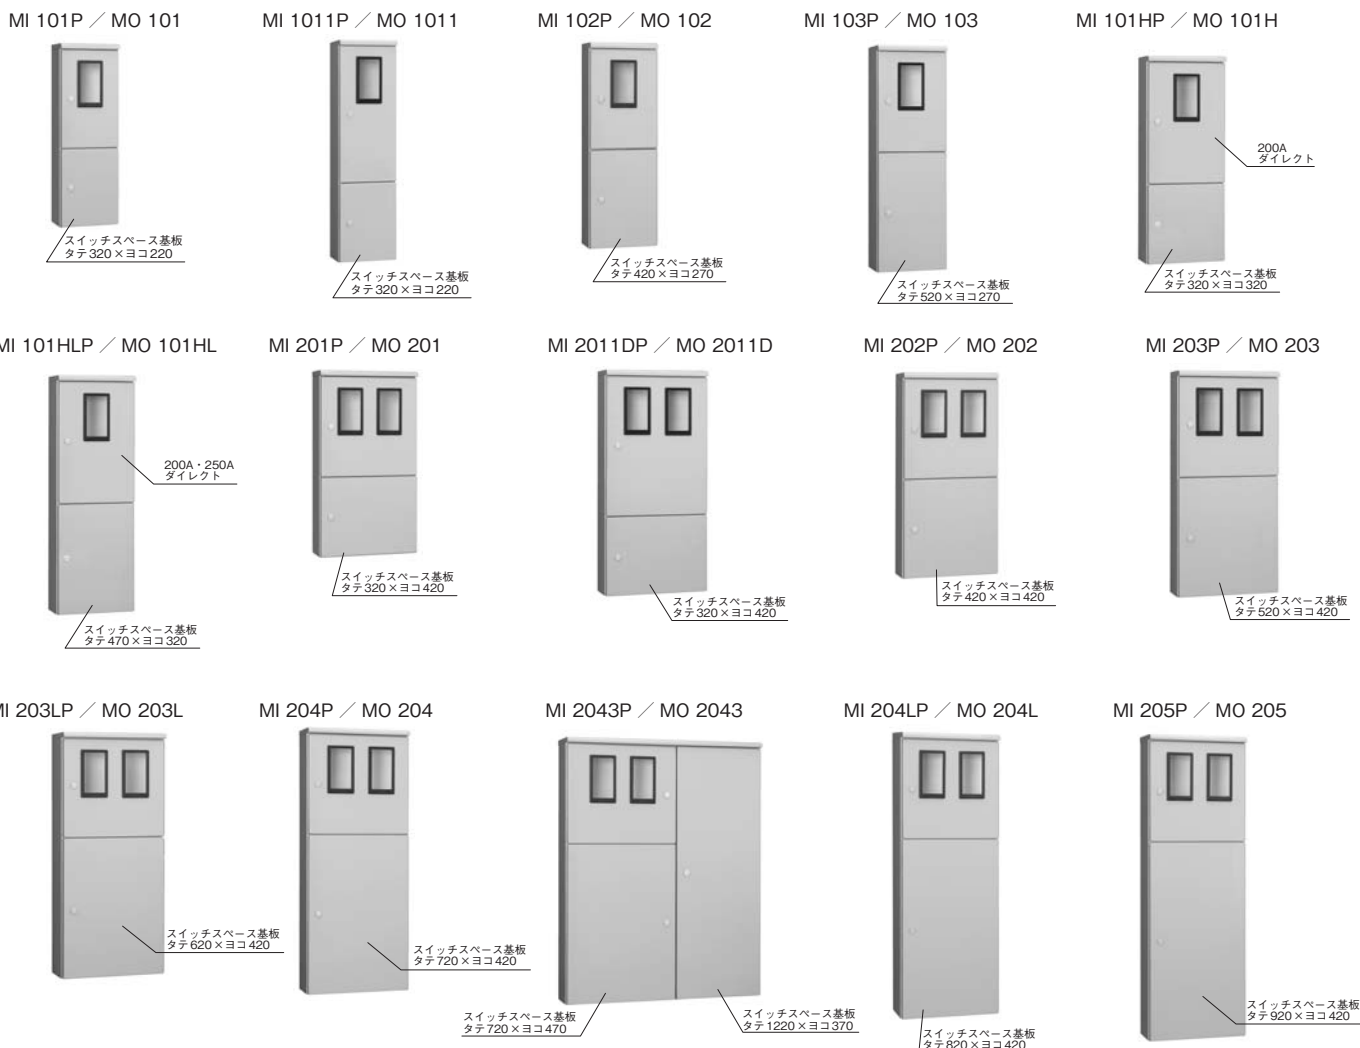 MI 101P ／ MO 101
MI 1011P ／ MO 1011
MI 102P ／ MO 102
MI 103P ／ MO 103
MI 101HP ／ MO 101H
スイッチスペース基板
タテ320×ヨコ220
スイッチスペース基板
タテ320×ヨコ220
スイッチスペース基板
タテ420×ヨコ270
スイッチスペース基板
タテ520×ヨコ270
200A
ダイレクト
スイッチスペース基板
タテ320×ヨコ320
MI 101HLP ／ MO 101HL
MI 201P ／ MO 201
MI 2011DP ／ MO 2011D
MI 202P ／ MO 202
MI 203P ／ MO 203
200A・250A
ダイレクト
スイッチスペース基板
タテ470×ヨコ320
スイッチスペース基板
タテ320×ヨコ420
スイッチスペース基板
タテ320×ヨコ420
スイッチスペース基板
タテ420×ヨコ420
スイッチスペース基板
タテ520×ヨコ420
MI 203LP ／ MO 203L
MI 204P ／ MO 204
MI 2043P ／ MO 2043
MI 204LP ／ MO 204L
MI 205P ／ MO 205
スイッチスペース基板
タテ620×ヨコ420
スイッチスペース基板
タテ720×ヨコ420
スイッチスペース基板
タテ720×ヨコ470
スイッチスペース基板
タテ1220×ヨコ370
スイッチスペース基板
タテ820×ヨコ420
スイッチスペース基板
タテ920×ヨコ420